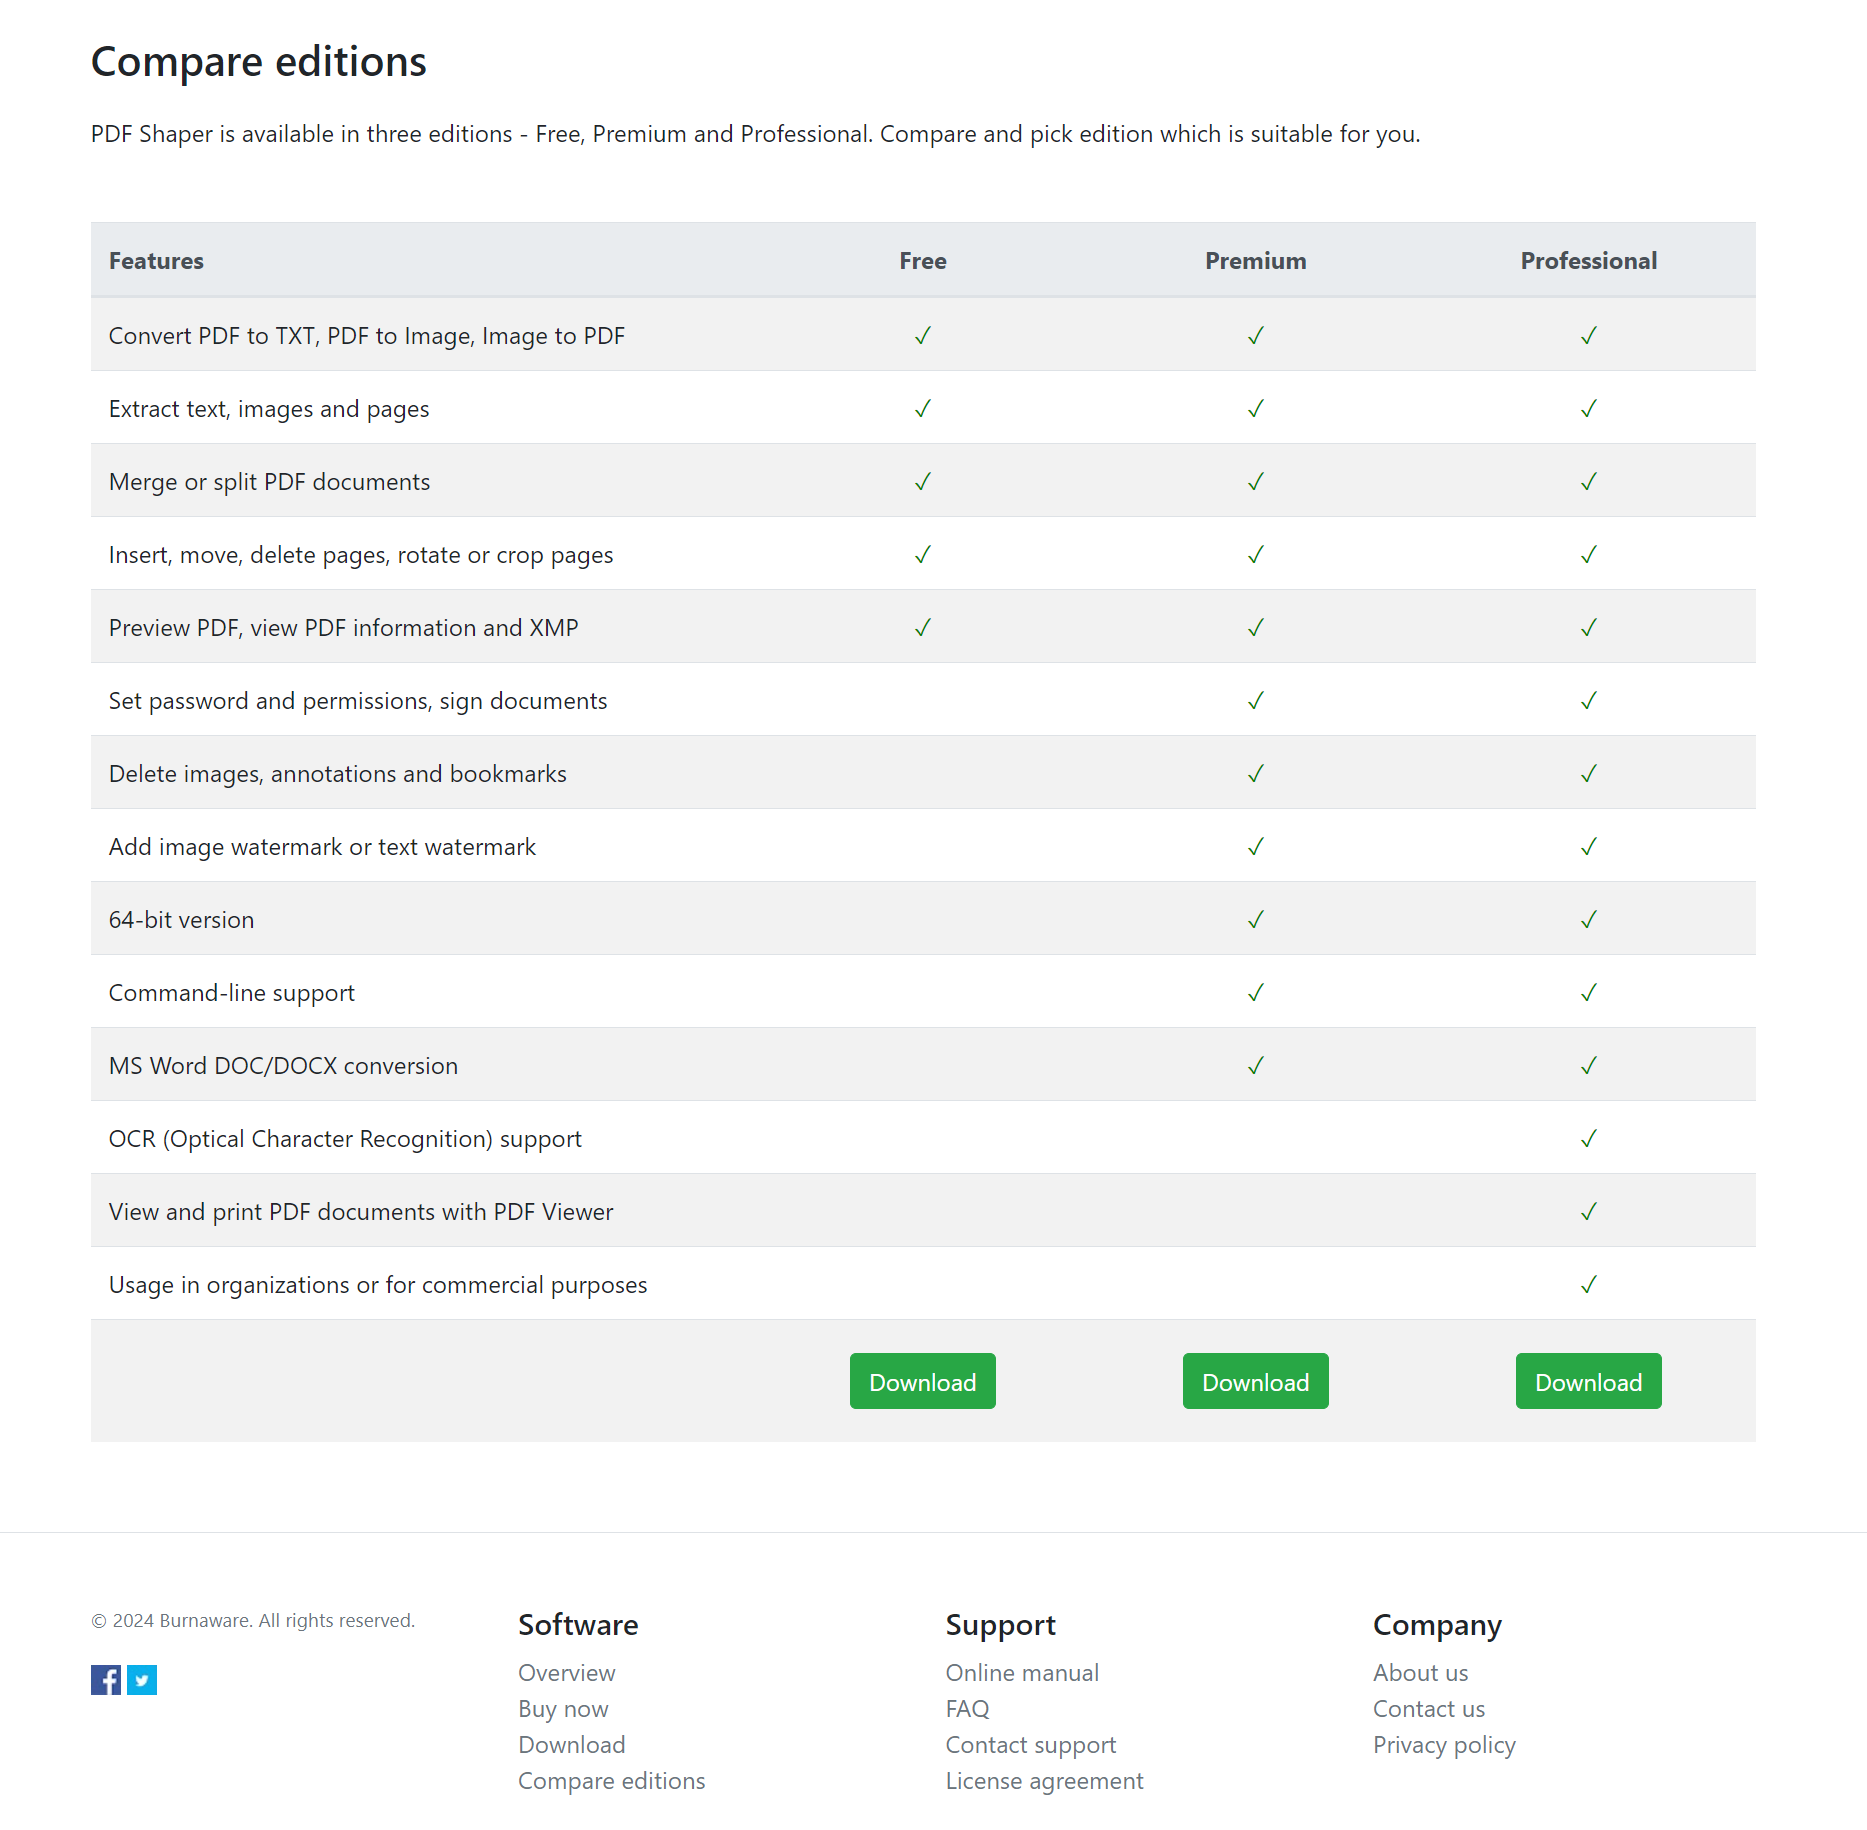 Compare editions
PDF Shaper is available in three editions - Free, Premium and Professional. Compare and pick edition which is suitable for you.
Features Free Premium Professional
Convert PDF to TXT, PDF to Image, Image to PDF ✓ ✓ ✓
Extract text, images and pages ✓ ✓ ✓
Merge or split PDF documents ✓ ✓ ✓
Insert, move, delete pages, rotate or crop pages ✓ ✓ ✓
Preview PDF, view PDF information and XMP ✓ ✓ ✓
Set password and permissions, sign documents ✓ ✓
Delete images, annotations and bookmarks ✓ ✓
Add image watermark or text watermark ✓ ✓
64-bit version ✓ ✓
Command-line support ✓ ✓
MS Word DOC/DOCX conversion ✓ ✓
OCR (Optical Character Recognition) support ✓
View and print PDF documents with PDF Viewer ✓
Usage in organizations or for commercial purposes ✓
Download Download Download
© 2024 Burnaware. All rights reserved.
Software
Overview
Buy now
Download
Compare editions
Support
Online manual
FAQ
Contact support
License agreement
Company
About us
Contact us
Privacy policy